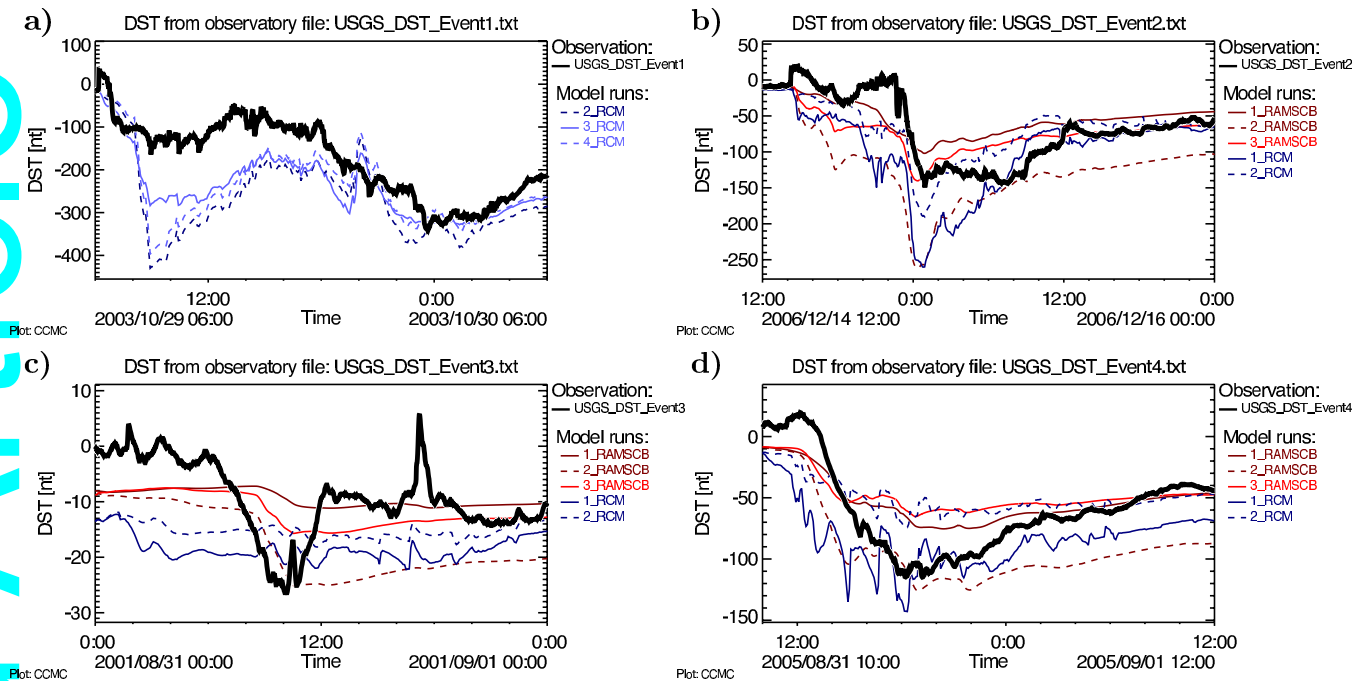 a)
DST from observatory file: USGS_DST_Event1.txt
100
0
-100
-200
-300
-400
DST [nt]
12:00
0:00
2003/10/29 06:00
Time
2003/10/30 06:00
Plot: CCMC
Observation:
USGS_DST_Event1
Model runs:
2_RCM
3_RCM
4_RCM
b)
DST from observatory file: USGS_DST_Event2.txt
50
0
-50
-100
-150
-200
-250
DST [nt]
12:00
0:00
12:00
0:00
2006/12/14 12:00
Time
2006/12/16 00:00
Plot: CCMC
Observation:
USGS_DST_Event2
Model runs:
1_RAMSCB
2_RAMSCB
3_RAMSCB
1_RCM
2_RCM
c)
DST from observatory file: USGS_DST_Event3.txt
10
0
-10
-20
-30
DST [nt]
0:00
12:00
0:00
2001/08/31 00:00
Time
2001/09/01 00:00
Plot: CCMC
Observation:
USGS_DST_Event3
Model runs:
1_RAMSCB
2_RAMSCB
3_RAMSCB
1_RCM
2_RCM
d)
DST from observatory file: USGS_DST_Event4.txt
0
-50
-100
-150
DST [nt]
12:00
0:00
12:00
2005/08/31 10:00
Time
2005/09/01 12:00
Plot: CCMC
Observation:
USGS_DST_Event4
Model runs:
1_RAMSCB
2_RAMSCB
3_RAMSCB
1_RCM
2_RCM